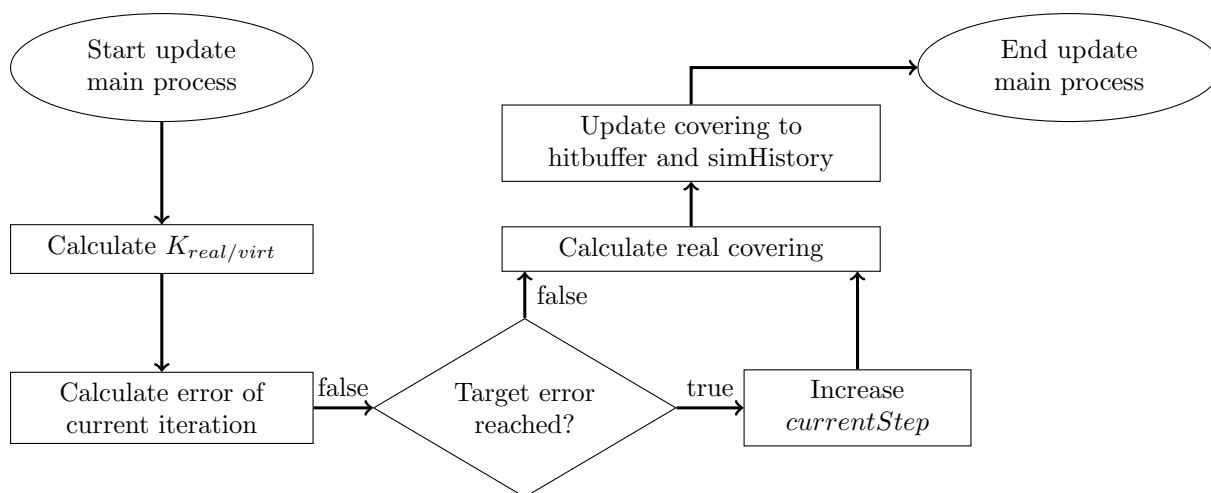 Start update
main process
End update
main process
Update covering to
hitbuffer and simHistory
Calculate K_{real/virt}
Calculate real covering
false
Calculate error of
current iteration
false
Target error
reached?
true
Increase
currentStep